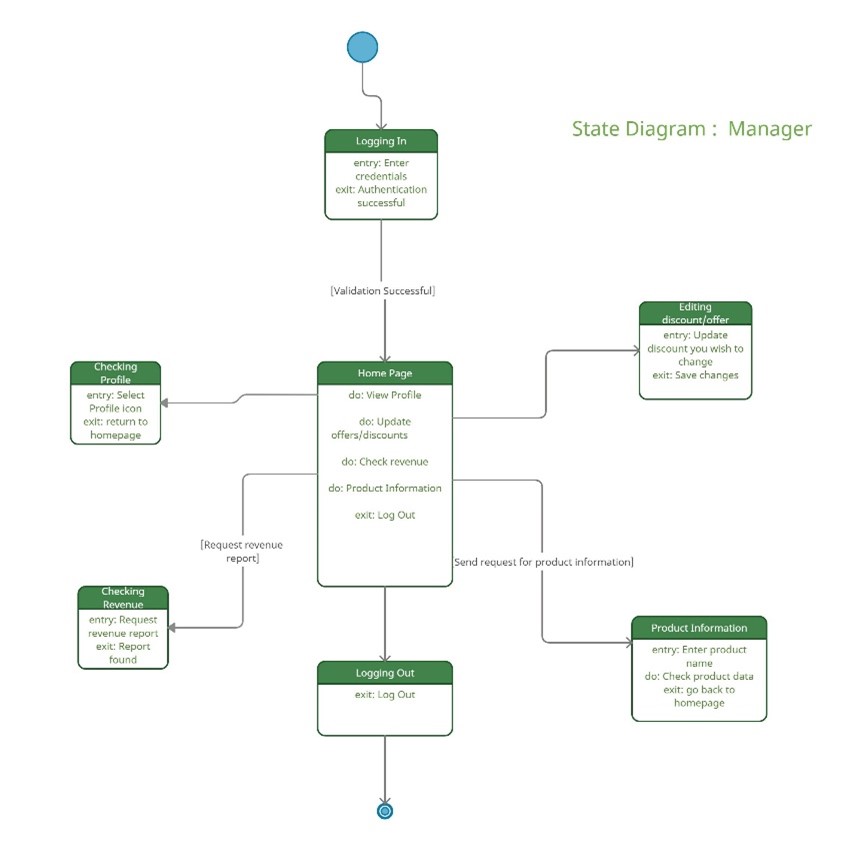 State Diagram :  Manager
Logging In
entry: Enter
credentials
exit: Authentication
successful
[Validation Successful]
Editing
discount/offer
entry: Update
discount you wish to
change
exit: Save changes
Checking
Profile
entry: Select
Profile icon
exit: return to
homepage
Home Page
do: View Profile
do: Update
offers/discounts
do: Check revenue
do: Product Information
exit: Log Out
[Request revenue
report]
[Send request for product information]
Checking
Revenue
entry: Request
revenue report
exit: Report
found
Product Information
entry: Enter product
name
do: Check product data
exit: go back to
homepage
Logging Out
exit: Log Out